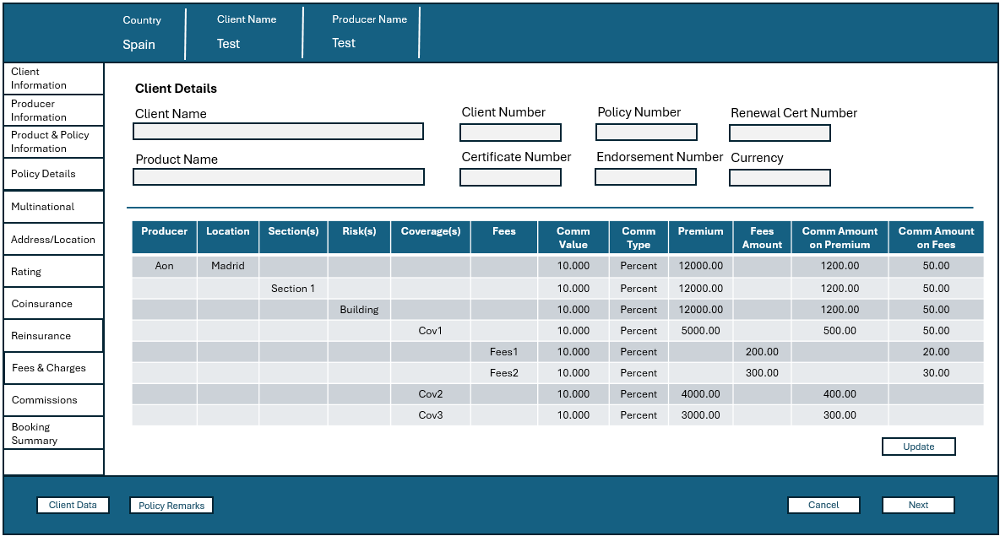 Country Client Name Producer Name
Spain Test Test
Client
Information
Producer
Information
Product & Policy
Information
Policy Details
Multinational
Address/Location
Rating
Coinsurance
Reinsurance
Fees & Charges
Commissions
Booking
Summary
Client Details
Client Name Client Number Policy Number Renewal Cert Number
Product Name Certificate Number Endorsement Number Currency
Producer Location Section(s) Risk(s) Coverage(s) Fees Comm Value Comm Type Premium Fees Amount Comm Amount on Premium Comm Amount on Fees
Aon Madrid 10.000 Percent 12000.00 1200.00 50.00
Section 1 10.000 Percent 12000.00 1200.00 50.00
Building 10.000 Percent 12000.00 1200.00 50.00
Cov1 10.000 Percent 5000.00 500.00 50.00
Fees1 10.000 Percent 200.00 20.00
Fees2 10.000 Percent 300.00 30.00
Cov2 10.000 Percent 4000.00 400.00
Cov3 10.000 Percent 3000.00 300.00
Update
Client Data Policy Remarks Cancel Next